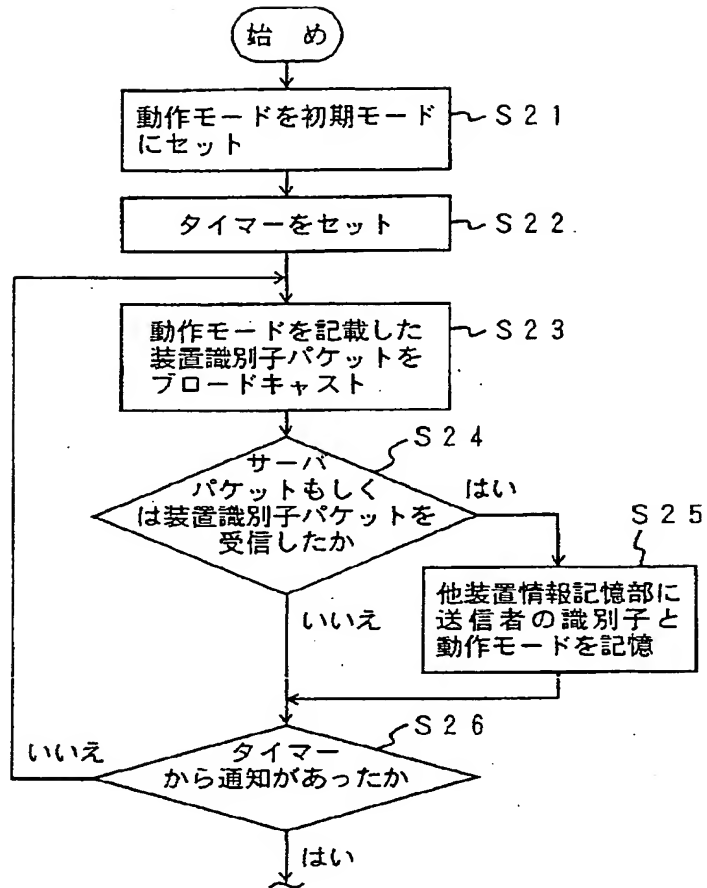 始 め
動作モードを初期モード
にセット
S21
タイマーをセット
S22
動作モードを記載した
装置識別子パケットを
ブロードキャスト
S23
S24
サーバ
パケットもしく
は装置識別子パケットを
受信したか
はい
S25
他装置情報記憶部に
送信者の識別子と
動作モードを記憶
いいえ
S26
タイマー
から通知があったか
いいえ
はい